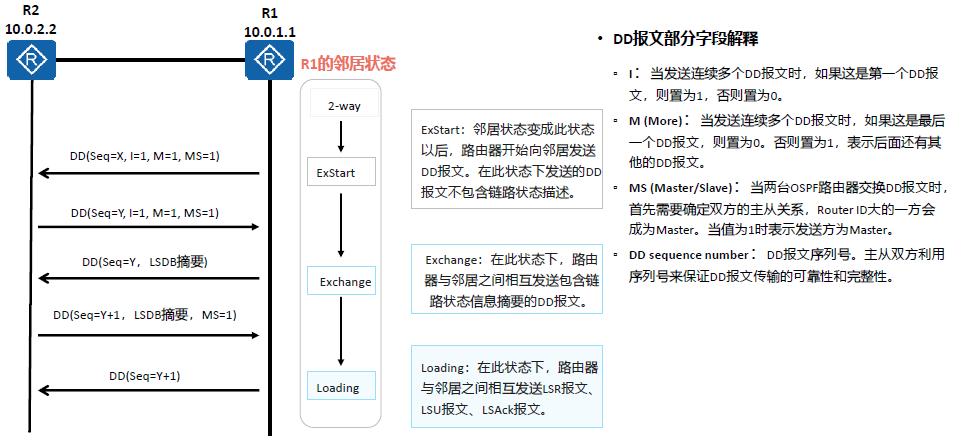 R2
10.0.2.2
R1
10.0.1.1
R
R
R1的邻居状态
2-way
DD(Seq=X, I=1, M=1, MS=1)
ExStart
DD(Seq=Y, I=1, M=1, MS=1)
DD(Seq=Y，LSDB摘要)
Exchange
DD(Seq=Y+1，LSDB摘要，MS=1)
DD(Seq=Y+1)
Loading
ExStart：邻居状态变成此状态
以后，路由器开始向邻居发送
DD报文。在此状态下发送的DD
报文不包含链路状态描述。
Exchange：在此状态下，路由
器与邻居之间相互发送包含链
路状态信息摘要的DD报文。
Loading：在此状态下，路由器
与邻居之间相互发送LSR报文、
LSU报文、LSAck报文。
• DD报文部分字段解释
▫ I： 当发送连续多个DD报文时，如果这是第一个DD报
文，则置为1，否则置为0。
▫ M (More)： 当发送连续多个DD报文时，如果这是最后
一个DD报文，则置为0。否则置为1，表示后面还有其
他的DD报文。
▫ MS (Master/Slave)： 当两台OSPF路由器交换DD报文时，
首先需要确定双方的主从关系，Router ID大的一方会
成为Master。当值为1时表示发送方为Master。
▫ DD sequence number： DD报文序列号。主从双方利用
序列号来保证DD报文传输的可靠性和完整性。